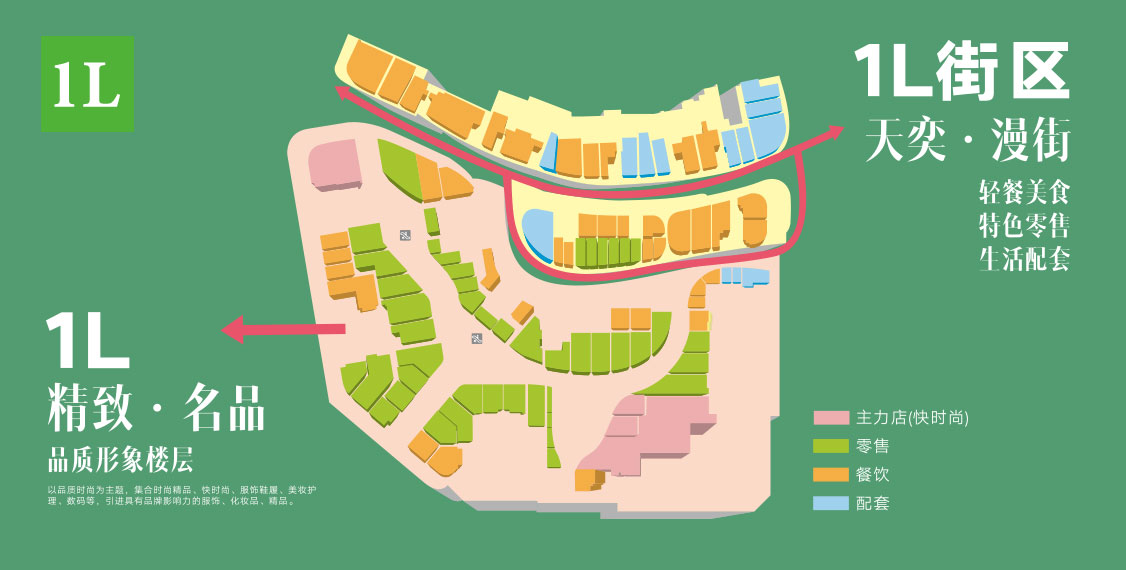 1L
1L街区
天奕·漫街
轻餐美食
特色零售
生活配套
1L
精致·名品
品质形象楼层
以品质时尚为主题，集合时尚精品、快时尚、服饰鞋履、美妆护
理、数码等，引进具有品牌影响力的服饰、化妆品、精品。
主力店(快时尚)
零售
餐饮
配套